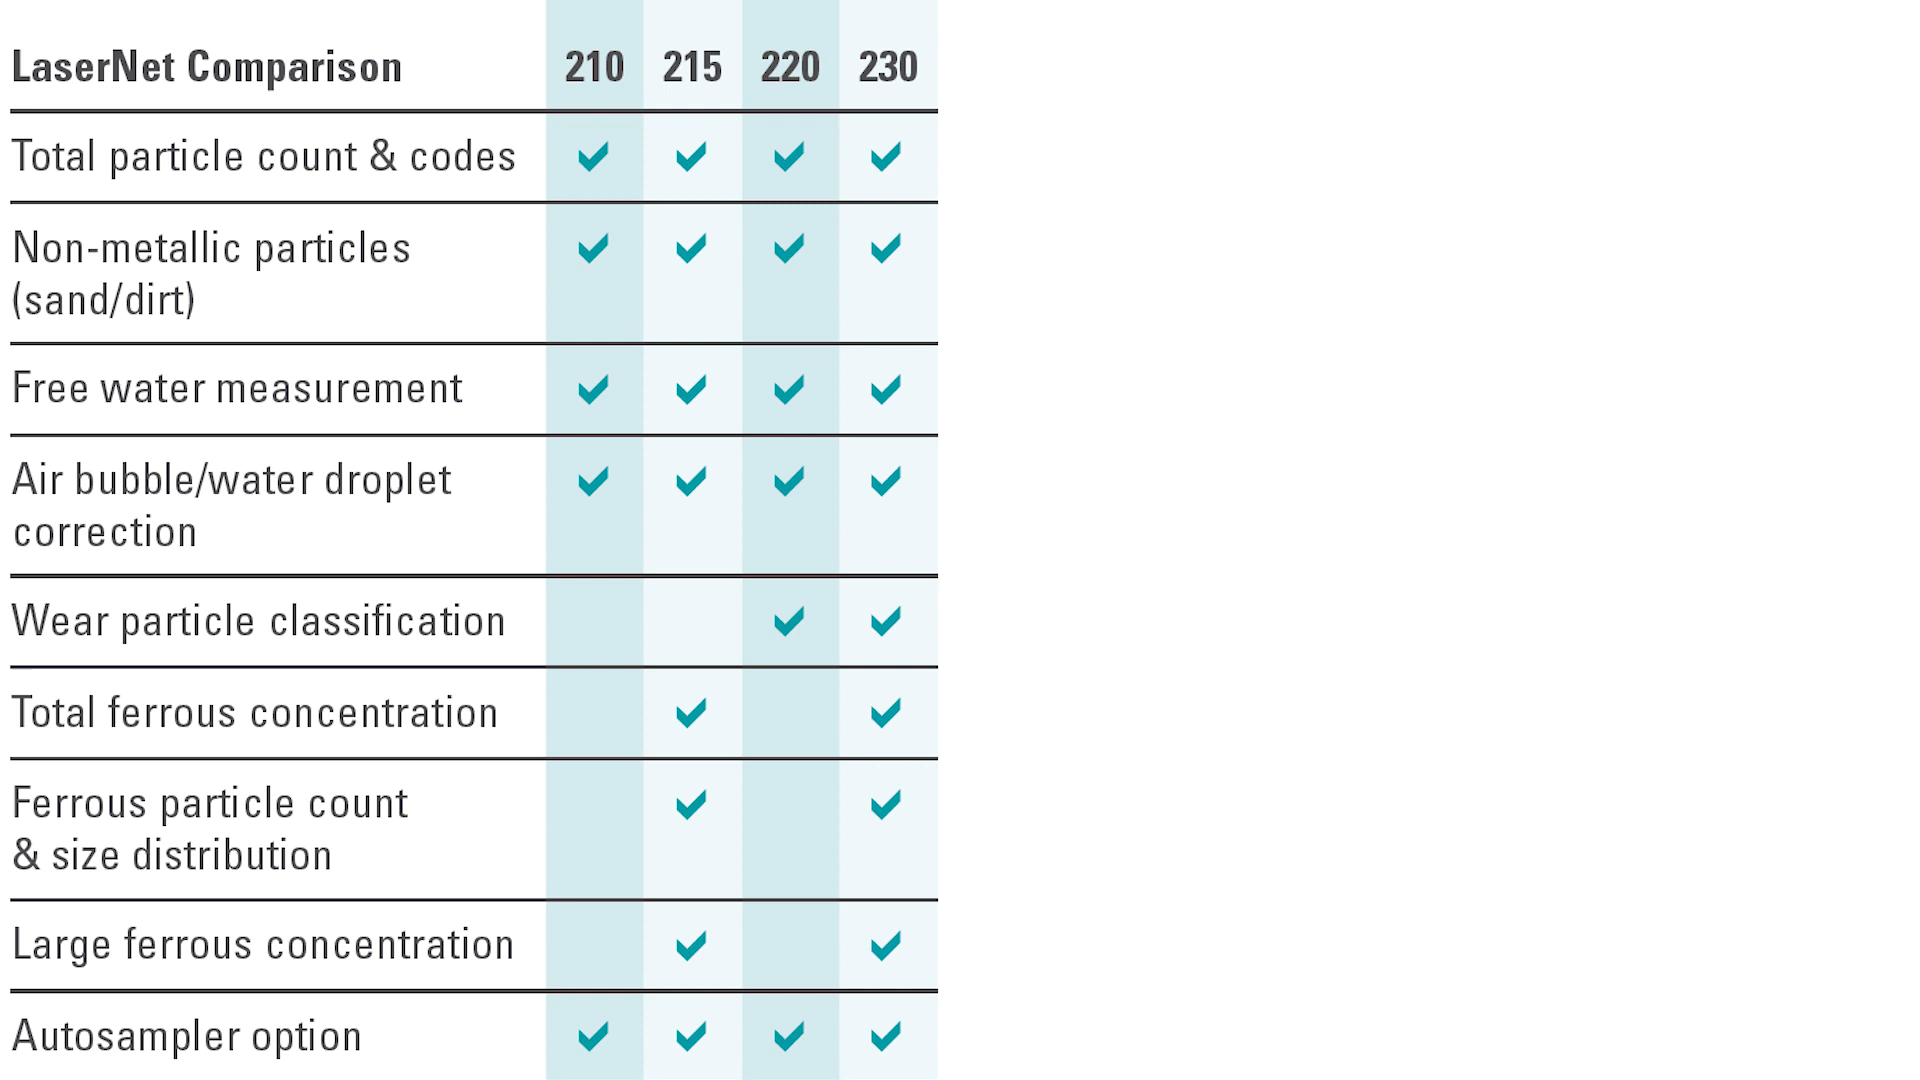 LaserNet Comparison 210 215 220 230
Total particle count & codes ✓ ✓ ✓ ✓
Non-metallic particles ✓ ✓ ✓ ✓
(sand/dirt)
Free water measurement ✓ ✓ ✓ ✓
Air bubble/water droplet ✓ ✓ ✓ ✓
correction
Wear particle classification ✓ ✓
Total ferrous concentration ✓ ✓
Ferrous particle count ✓ ✓
& size distribution
Large ferrous concentration ✓ ✓
Autosampler option ✓ ✓ ✓ ✓